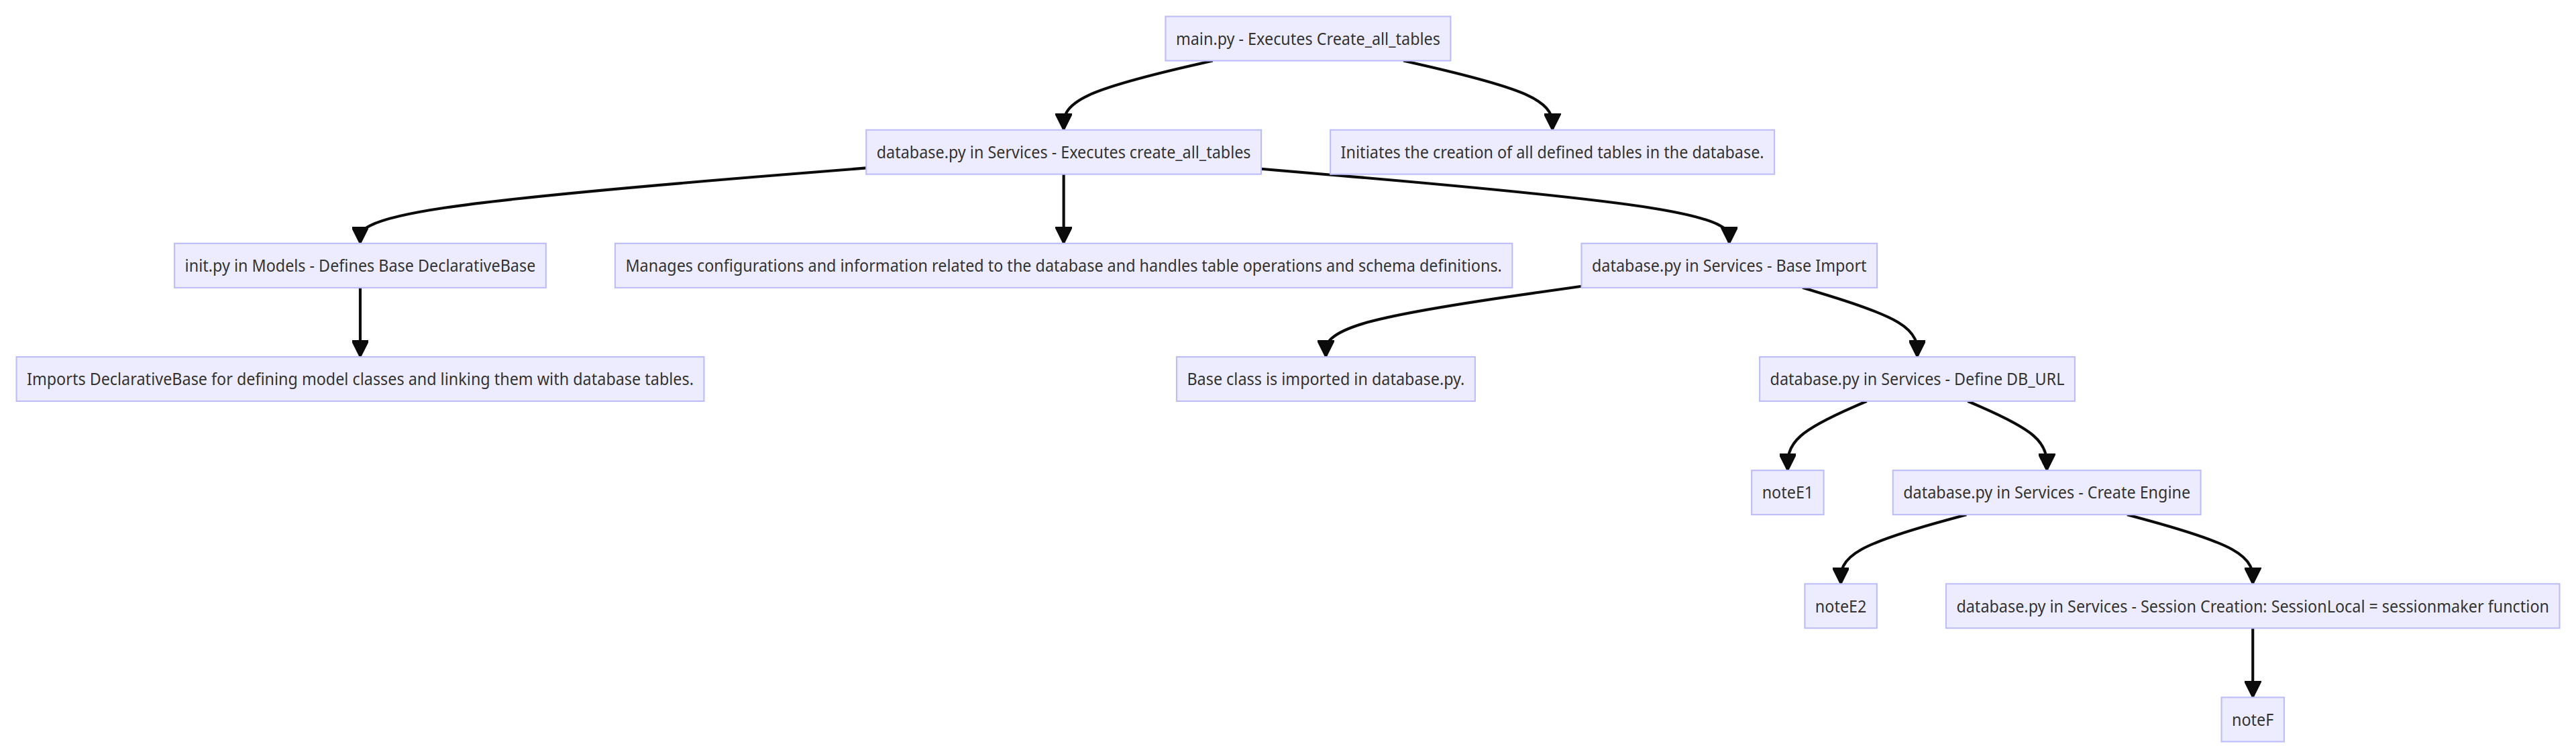 main.py - Executes Create_all_tables
database.py in Services - Executes create_all_tables
Initiates the creation of all defined tables in the database.
init.py in Models - Defines Base DeclarativeBase
Manages configurations and information related to the database and handles table operations and schema definitions.
database.py in Services - Base Import
Imports DeclarativeBase for defining model classes and linking them with database tables.
Base class is imported in database.py.
database.py in Services - Define DB_URL
noteE1
database.py in Services - Create Engine
noteE2
database.py in Services - Session Creation: SessionLocal = sessionmaker function
noteF